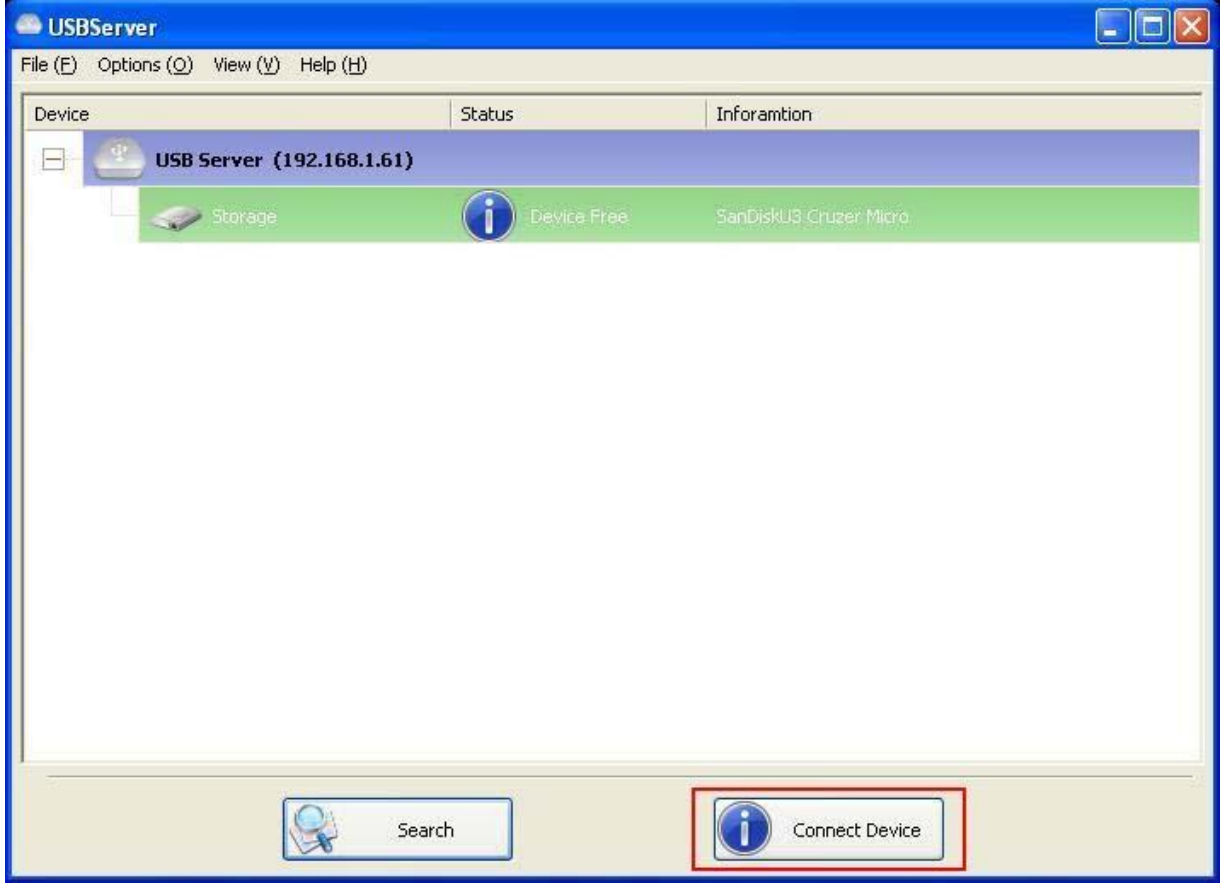 USBServer
File (F) Options (O) View (V) Help (H)
Device Status Inforamtion
USB Server (192.168.1.61)
Storage Device Free SanDiskU3 Cruzer Micro
Search Connect Device